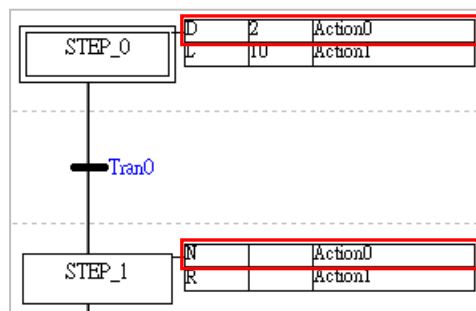 STEP_0 D 2 Action0
L 10 Action1
Tran0
STEP_1 N Action0
R Action1